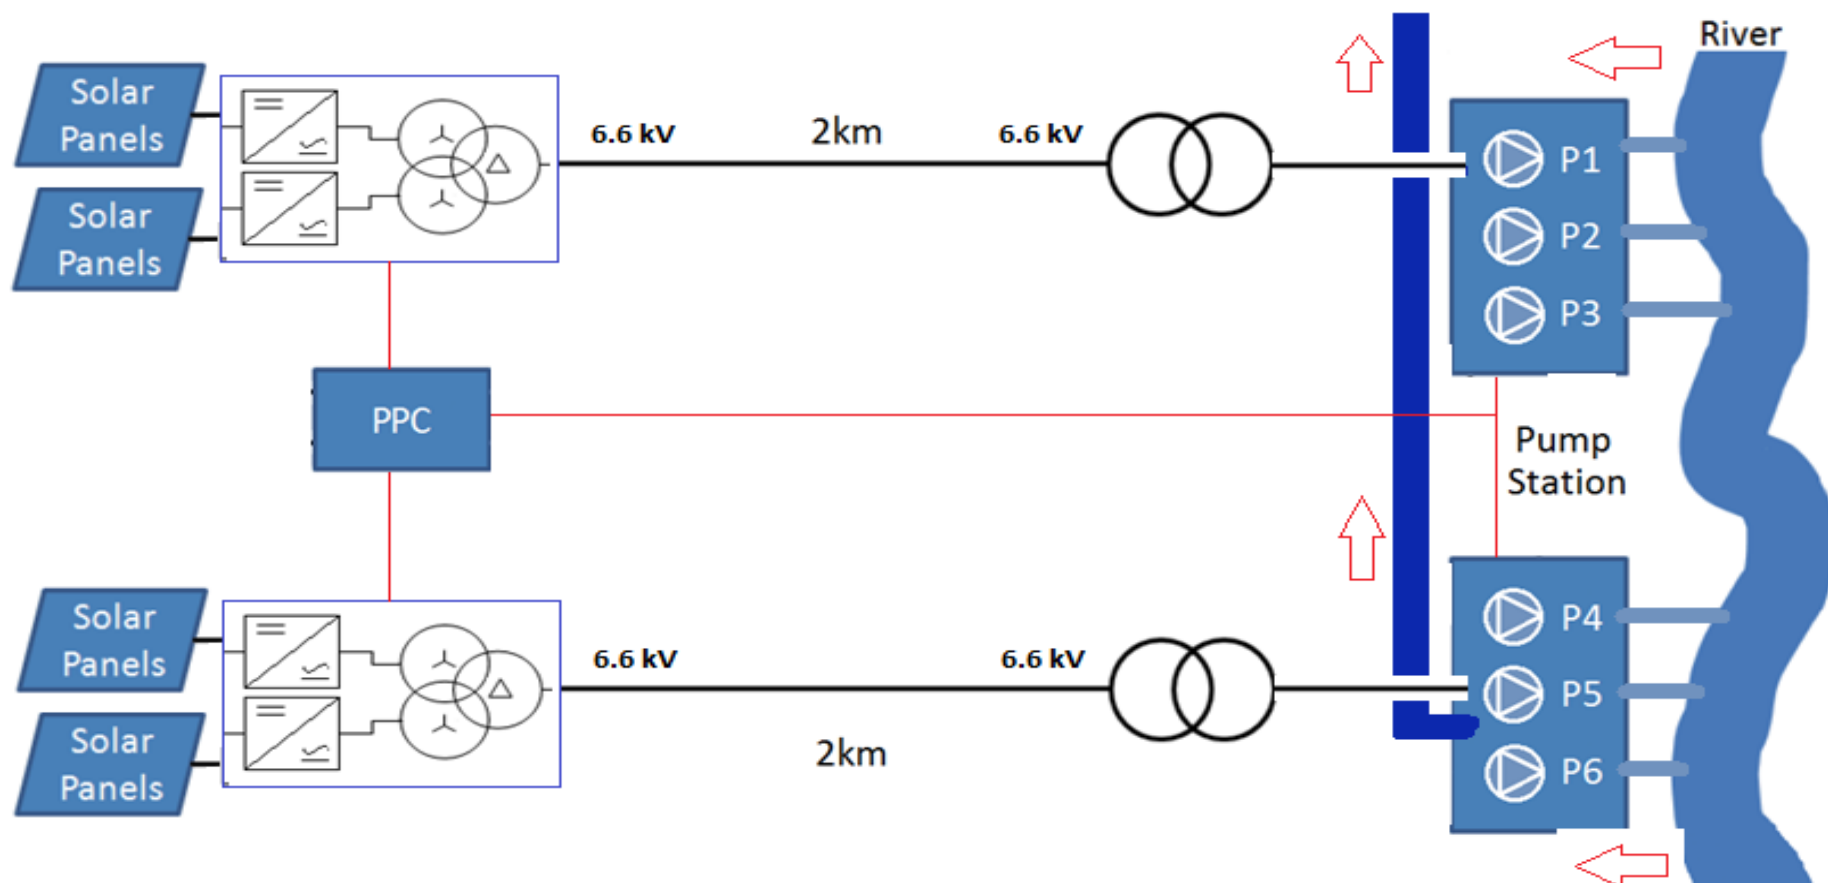 River
Solar
Panels
6.6 kV
2km
6.6 kV
P1
Solar
Panels
P2
P3
PPC
Pump
Station
Solar
Panels
6.6 kV
6.6 kV
P4
P5
Solar
Panels
2km
P6